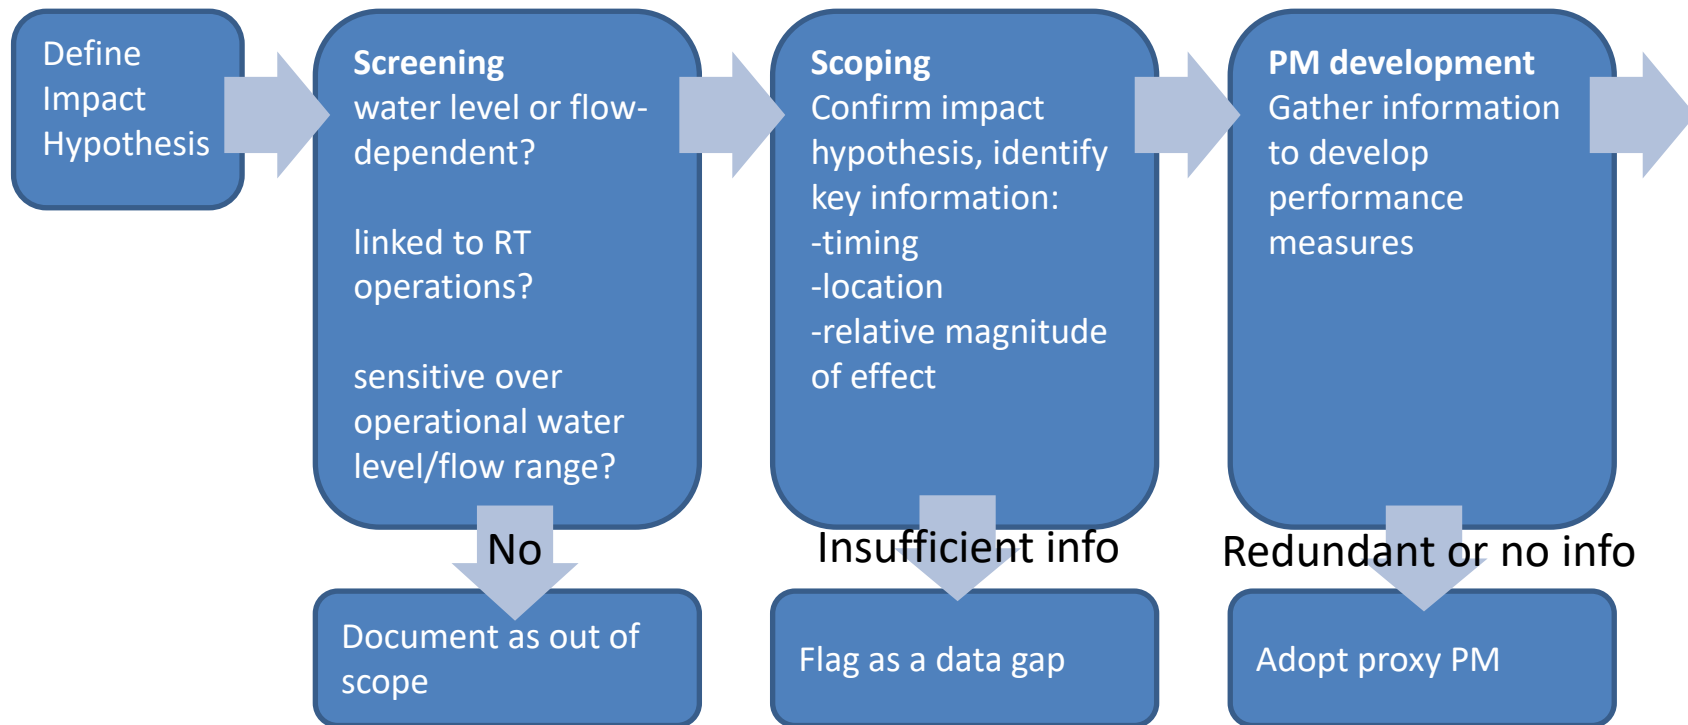 Define
Impact
Hypothesis
Screening
water level or flow-
dependent?
linked to RT
operations?
sensitive over
operational water
level/flow range?
Scoping
Confirm impact
hypothesis, identify
key information:
-timing
-location
-relative magnitude
of effect
PM development
Gather information
to develop
performance
measures
No
Insufficient info
Redundant or no info
Document as out of
scope
Flag as a data gap
Adopt proxy PM